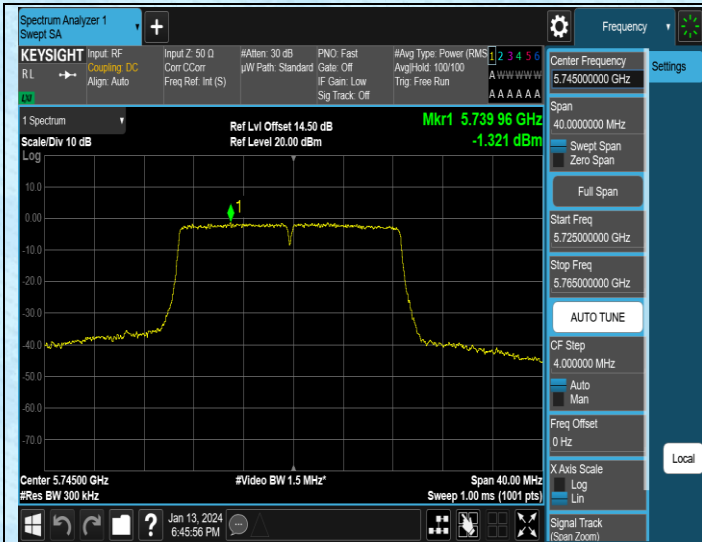 Spectrum Analyzer 1
Swept SA
Frequency
KEYSIGHT
RL
LXI
Input: RF
Coupling: DC
Align: Auto
Input Z: 50 Ω
Corr CCorr
Freq Ref: Int (S)
#Atten: 30 dB
µW Path: Standard
PNO: Fast
Gate: Off
IF Gain: Low
Sig Track: Off
#Avg Type: Power (RMS
Avg|Hold: 100/100
Trig: Free Run
1 2 3 4 5 6
A W W W W W
A A A A A A
1 Spectrum
Scale/Div 10 dB
Ref Lvl Offset 14.50 dB
Ref Level 20.00 dBm
Mkr1 5.739 96 GHz
-1.321 dBm
Log
10.0
0.00
-10.0
-20.0
-30.0
-40.0
-50.0
-60.0
-70.0
1
Center 5.74500 GHz
#Res BW 300 kHz
#Video BW 1.5 MHz*
Span 40.00 MHz
Sweep 1.00 ms (1001 pts)
Jan 13, 2024
6:45:56 PM
Center Frequency
5.745000000 GHz
Span
40.0000000 MHz
Swept Span
Zero Span
Full Span
Start Freq
5.725000000 GHz
Stop Freq
5.765000000 GHz
AUTO TUNE
CF Step
4.000000 MHz
Auto
Man
Freq Offset
0 Hz
X Axis Scale
Log
Lin
Signal Track
(Span Zoom)
Settings
Local